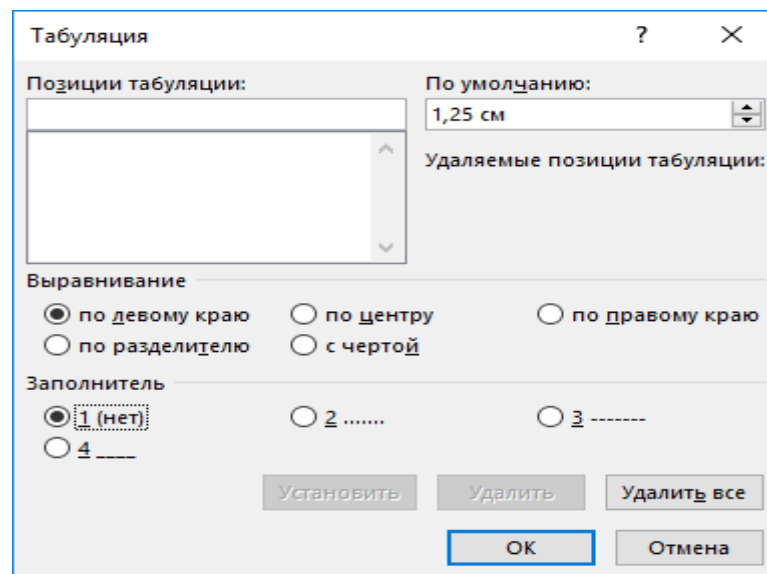 Табуляция ?
Позиции табуляции: По умолчанию:
1,25 см
Удаляемые позиции табуляции:
Выравнивание
по левому краю по центру по правому краю
по разделителю с чертой
Заполнитель
1 (нет) 2 ....... 3 -------
4 ____
Установить Удалить Удалить все
ОК Отмена